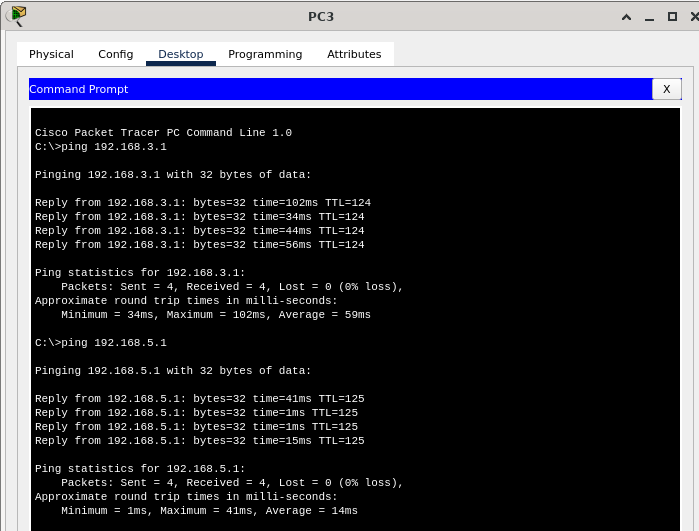 PC3
Physical Config Desktop Programming Attributes
Command Prompt
X
Cisco Packet Tracer PC Command Line 1.0
C:\>ping 192.168.3.1
Pinging 192.168.3.1 with 32 bytes of data:
Reply from 192.168.3.1: bytes=32 time=102ms TTL=124
Reply from 192.168.3.1: bytes=32 time=34ms TTL=124
Reply from 192.168.3.1: bytes=32 time=44ms TTL=124
Reply from 192.168.3.1: bytes=32 time=56ms TTL=124
Ping statistics for 192.168.3.1:
Packets: Sent = 4, Received = 4, Lost = 0 (0% loss),
Approximate round trip times in milli-seconds:
Minimum = 34ms, Maximum = 102ms, Average = 59ms
C:\>ping 192.168.5.1
Pinging 192.168.5.1 with 32 bytes of data:
Reply from 192.168.5.1: bytes=32 time=41ms TTL=125
Reply from 192.168.5.1: bytes=32 time=1ms TTL=125
Reply from 192.168.5.1: bytes=32 time=1ms TTL=125
Reply from 192.168.5.1: bytes=32 time=15ms TTL=125
Ping statistics for 192.168.5.1:
Packets: Sent = 4, Received = 4, Lost = 0 (0% loss),
Approximate round trip times in milli-seconds:
Minimum = 1ms, Maximum = 41ms, Average = 14ms